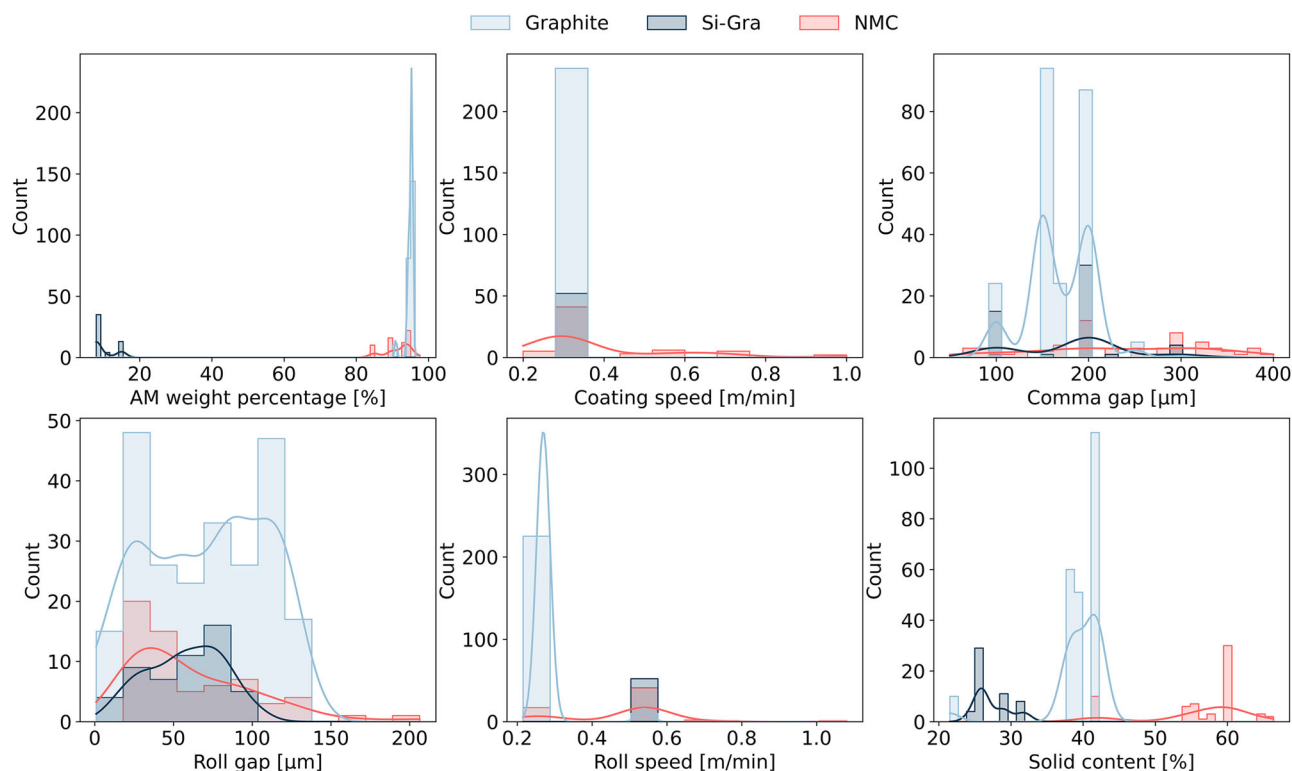 Graphite Si-Gra NMC
Count
200
150
100
50
0
20 40 60 80 100
AM weight percentage [%]
Count
200
150
100
50
0
0.2 0.4 0.6 0.8 1.0
Coating speed [m/min]
Count
80
60
40
20
0
100 200 300 400
Comma gap [µm]
Count
50
40
30
20
10
0
0 50 100 150 200
Roll gap [µm]
Count
300
200
100
0
0.2 0.4 0.6 0.8 1.0
Roll speed [m/min]
Count
100
80
60
40
20
0
20 30 40 50 60
Solid content [%]